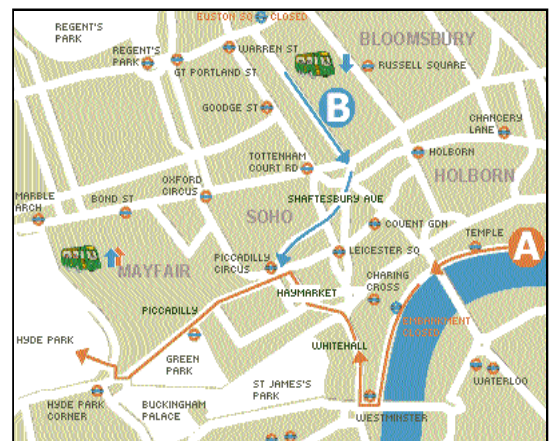 EUSTON SQ CLOSED
REGENT'S
PARK
WARREN ST
BLOOMSBURY
REGENT'S
PARK
GT PORTLAND ST
RUSSELL SQUARE
GOODGE ST
B
CHANCERY
LANE
TOTTENHAM
COURT RD
HOLBORN
HOLBORN
OXFORD
CIRCUS
MARBLE
ARCH
BOND ST
SHAFTESBURY AVE
SOHO
COVENT GDN
TEMPLE
A
LEICESTER SQ
PICCADILLY
CIRCUS
MAYFAIR
CHARING
CROSS
HAYMARKET
PICCADILLY
EMBANKMENT
CLOSED
HYDE PARK
WHITEHALL
GREEN
PARK
ST JAMES'S
PARK
WATERLOO
HYDE PARK
CORNER
BUCKINGHAM
PALACE
WESTMINSTER